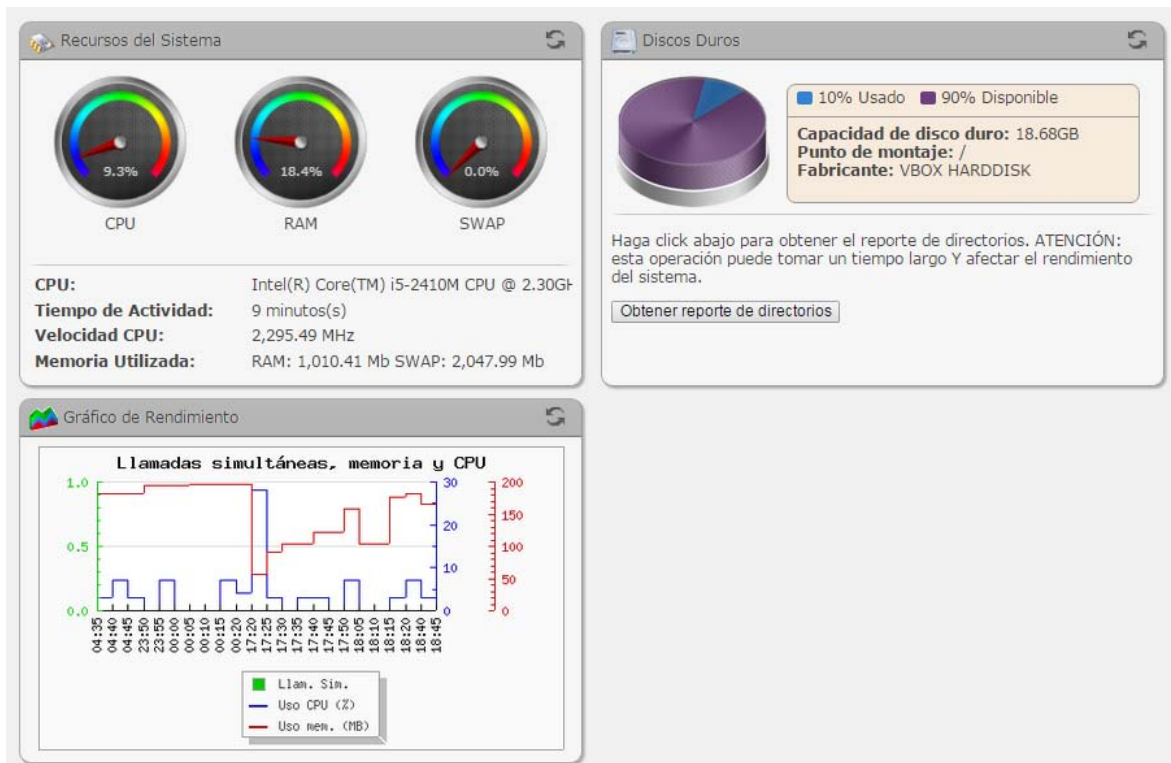 Recursos del Sistema
9.3%
18.4%
0.0%
CPU
RAM
SWAP
CPU: Intel(R) Core(TM) i5-2410M CPU @ 2.30GH
Tiempo de Actividad: 9 minutos(s)
Velocidad CPU: 2,295.49 MHz
Memoria Utilizada: RAM: 1,010.41 Mb SWAP: 2,047.99 Mb
Discos Duros
10% Usado 90% Disponible
Capacidad de disco duro: 18.68GB
Punto de montaje: /
Fabricante: VBOX HARDDISK
Haga click abajo para obtener el reporte de directorios. ATENCIÓN:
esta operación puede tomar un tiempo largo Y afectar el rendimiento
del sistema.
Obtener reporte de directorios
Gráfico de Rendimiento
Llamadas simultáneas, memoria y CPU
1.0
0.5
0.0
30
20
10
0
200
150
100
50
0
04:35
04:40
04:45
23:50
23:55
00:00
00:05
00:10
00:15
00:20
17:20
17:25
17:30
17:35
17:40
17:45
17:50
18:05
18:10
18:15
18:20
18:40
18:45
Llam. Sim.
Uso CPU (%)
Uso mem. (MB)